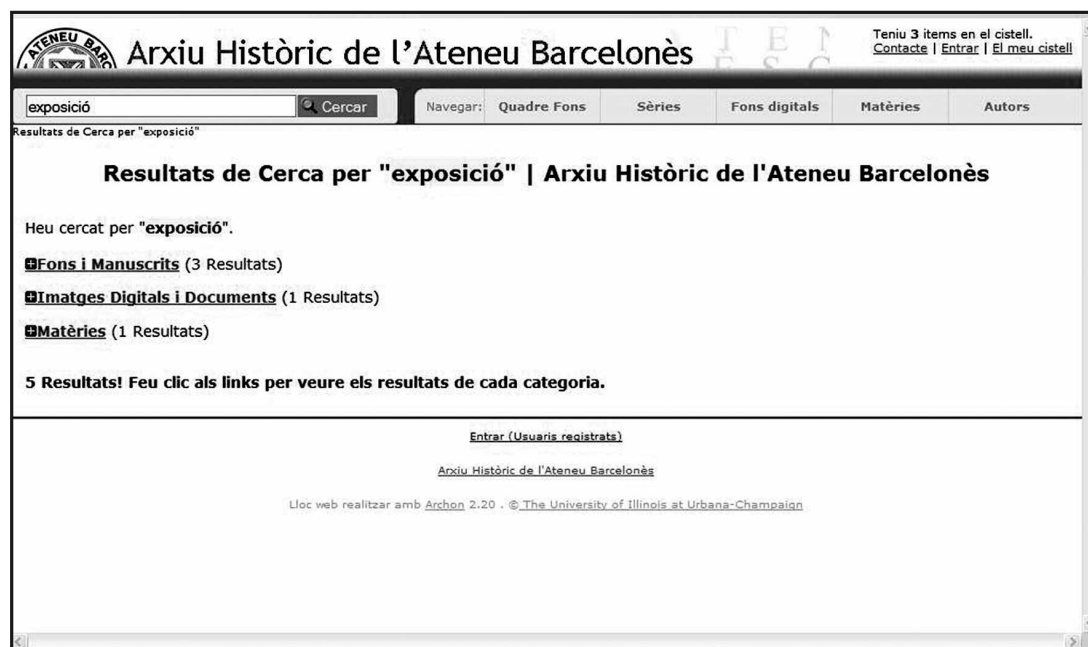 ATENEU BARC
Arxiu Històric de l'Ateneu Barcelonès
Teniu 3 items en el cistell.
Contacte | Entrar | El meu cistell
exposició
Cercar
Navegar: Quadre Fons Sèries Fons digitals Matèries Autors
Resultats de Cerca per "exposició"
Resultats de Cerca per "exposició" | Arxiu Històric de l'Ateneu Barcelonès
Heu cercat per "exposició".
Fons i Manuscrits (3 Resultats)
Imatges Digitals i Documents (1 Resultats)
Matèries (1 Resultats)
5 Resultats! Feu clic als links per veure els resultats de cada categoria.
Entrar (Usuaris registrats)
Arxiu Històric de l'Ateneu Barcelonès
Lloc web realitzar amb Archon 2.20 . © The University of Illinois at Urbana-Champaign